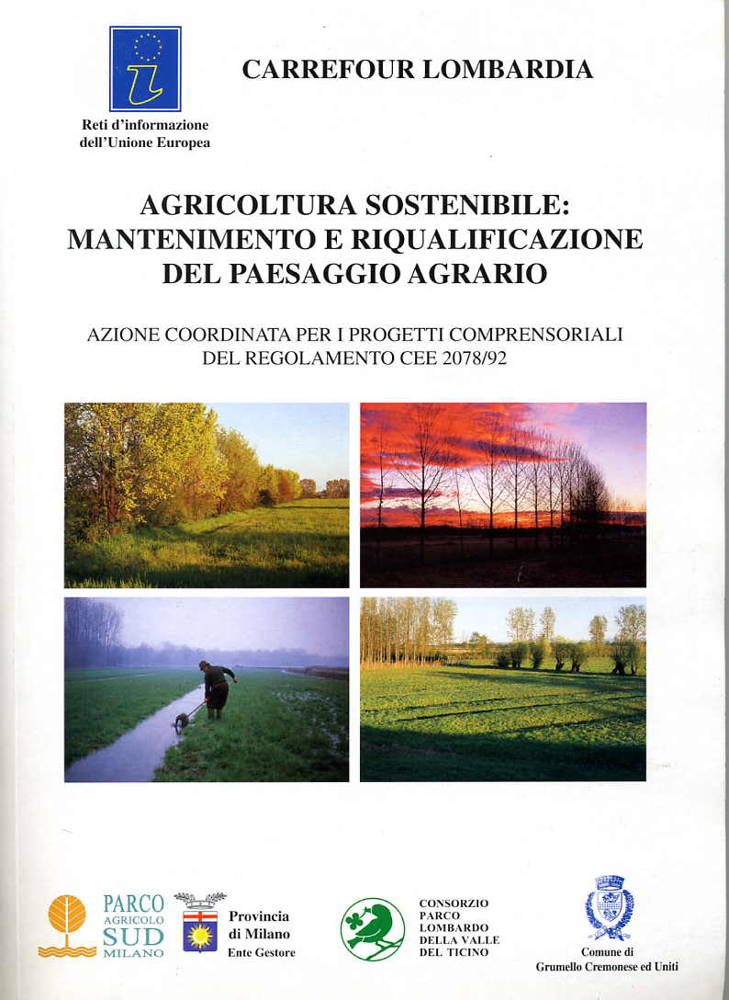 CARREFOUR LOMBARDIA
Reti d'informazione
dell'Unione Europea
AGRICOLTURA SOSTENIBILE:
MANTENIMENTO E RIQUALIFICAZIONE
DEL PAESAGGIO AGRARIO
AZIONE COORDINATA PER I PROGETTI COMPRENSORIALI
DEL REGOLAMENTO CEE 2078/92
PARCO
AGRICOLO
SUD
MILANO
Provincia
di Milano
Ente Gestore
CONSORZIO
PARCO
LOMBARDO
DELLA VALLE
DEL TICINO
Comune di
Grumello Cremonese ed Uniti